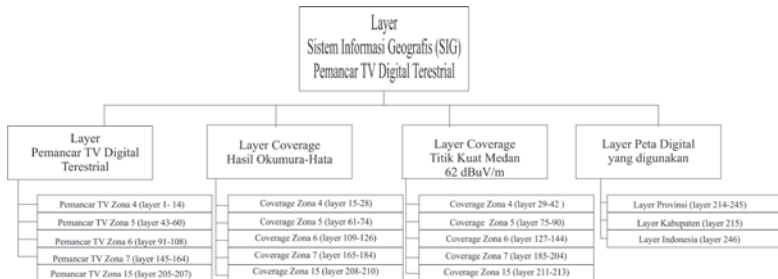 Layer
Sistem Informasi Geografis (SIG)
Pemancar TV Digital Terestrial
Layer
Pemancar TV Digital
Terestrial
Pemancar TV Zona 4 (layer 1- 14)
Pemancar TV Zona 5 (layer 43-60)
Pemancar TV Zona 6 (layer 91-108)
Pemancar TV Zona 7 (layer 145-164)
Pemancar TV Zona 15 (layer 205-207)
Layer Coverage
Hasil Okumura-Hata
Coverage Zona 4 (layer 15-28)
Coverage Zona 5 (layer 61-74)
Coverage Zona 6 (layer 109-126)
Coverage Zona 7 (layer 165-184)
Coverage Zona 15 (layer 208-210)
Layer Coverage
Titik Kuat Medan
62 dBuV/m
Coverage Zona 4 (layer 29-42 )
Coverage Zona 5 (layer 75-90)
Coverage Zona 6 (layer 127-144)
Coverage Zona 7 (layer 185-204)
Coverage Zona 15 (layer 211-213)
Layer Peta Digital
yang digunakan
Layer Provinsi (layer 214-245)
Layer Kabupaten (layer 215)
Layer Indonesia (layer 246)